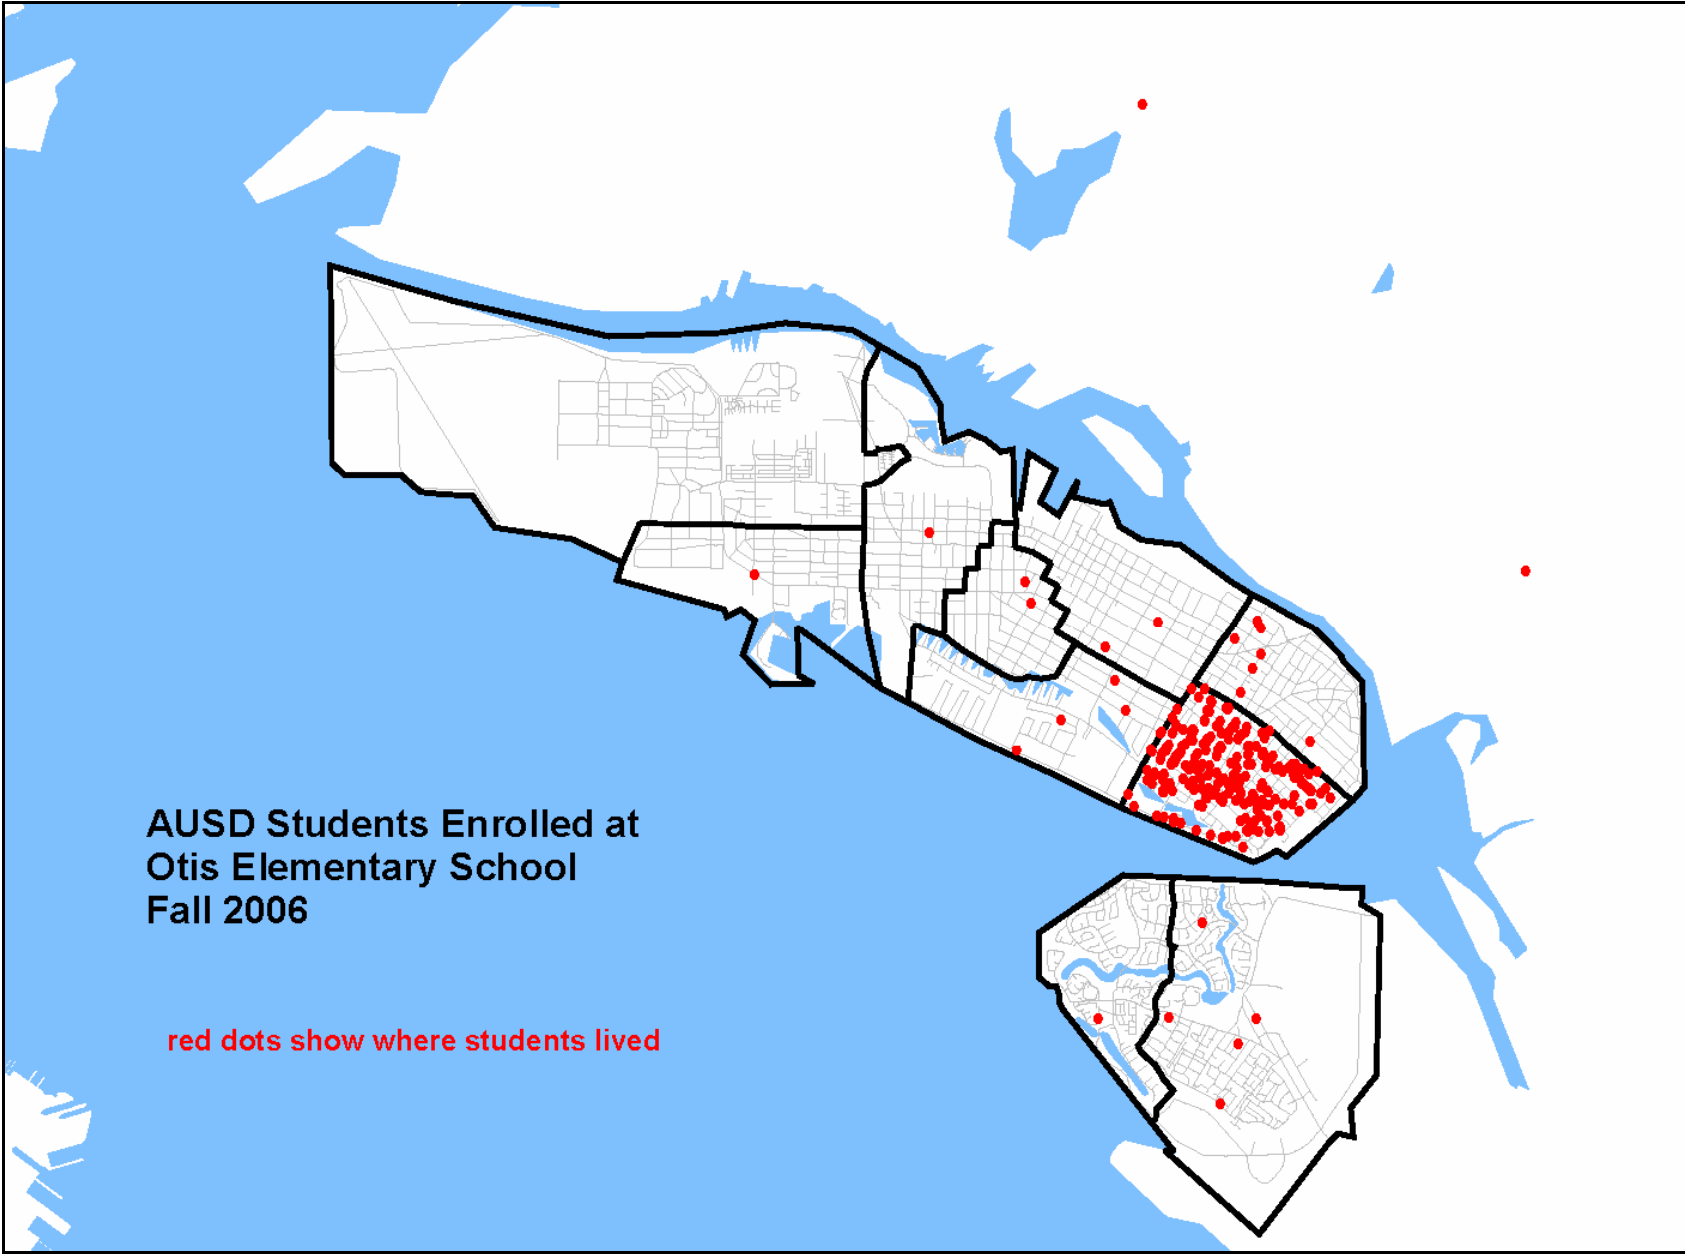 AUSD Students Enrolled at
Otis Elementary School
Fall 2006
red dots show where students lived